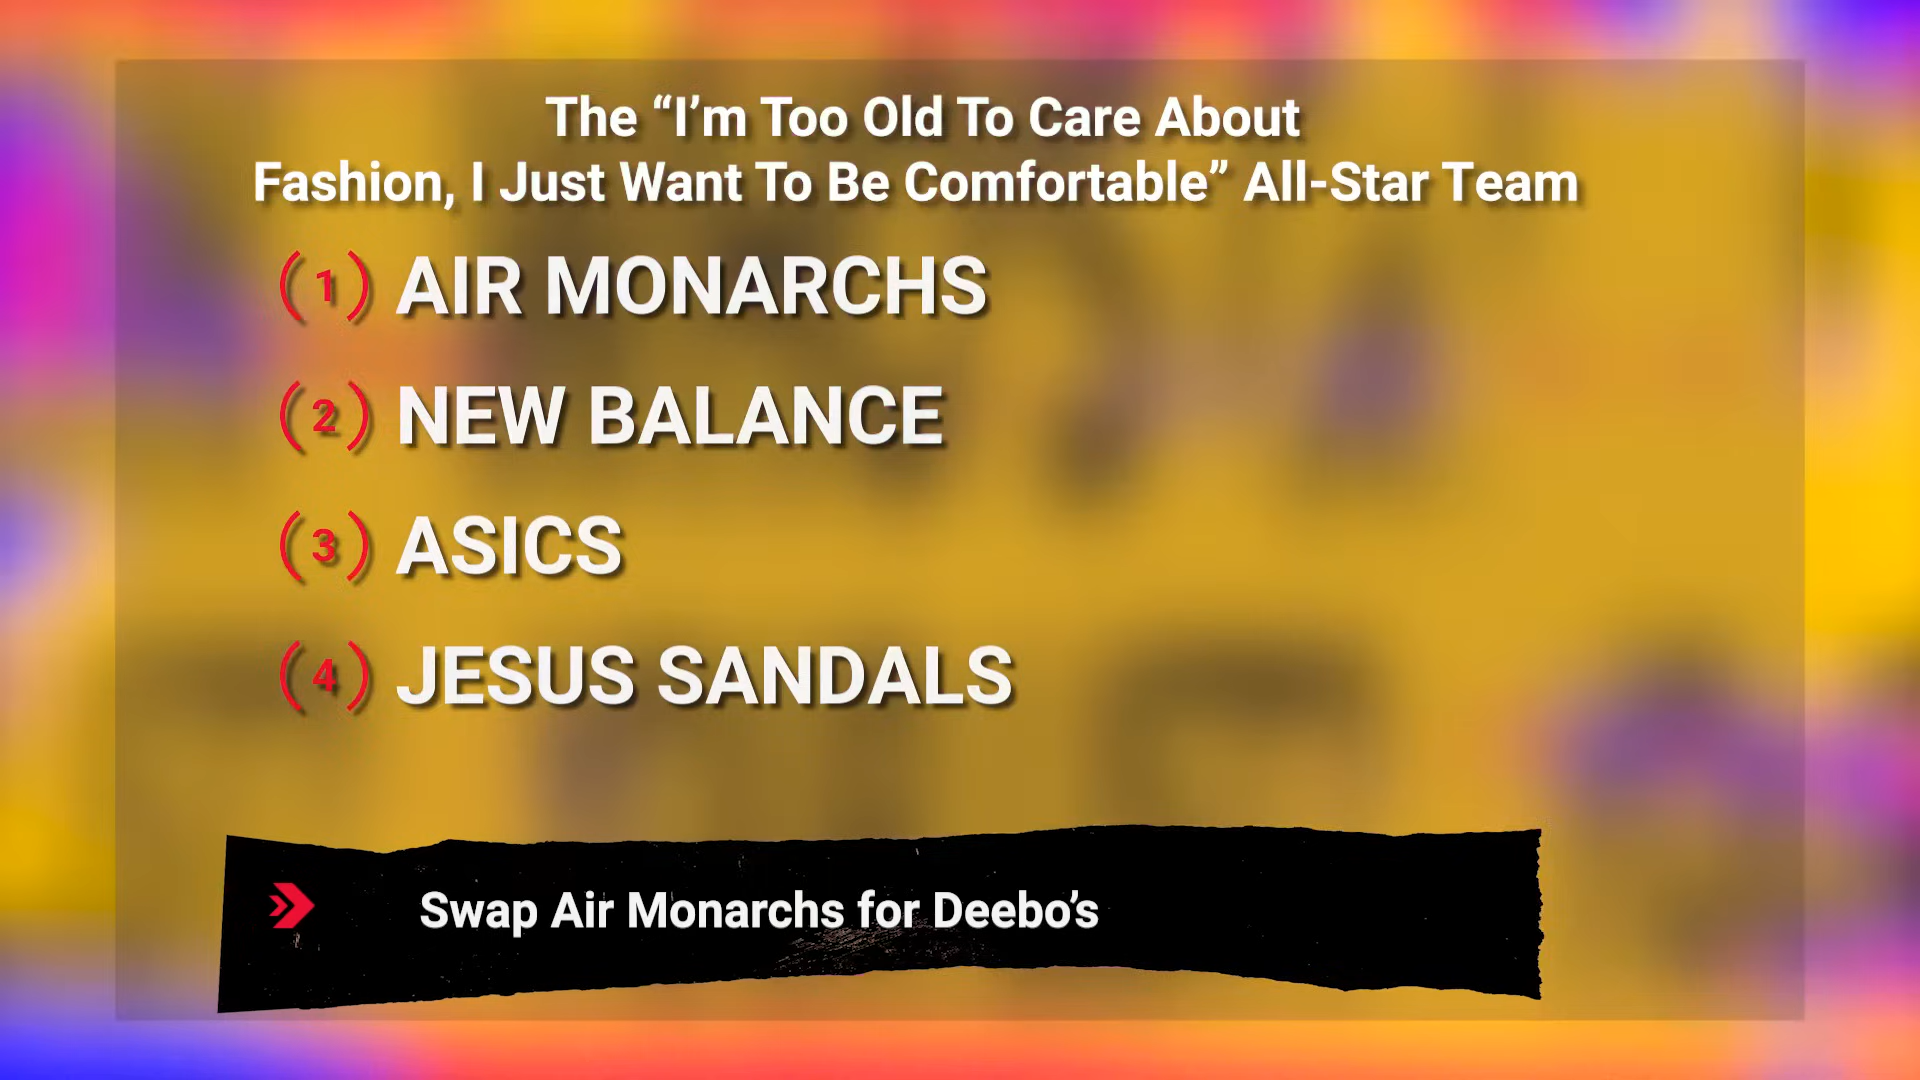 The “I’m Too Old To Care About
Fashion, I Just Want To Be Comfortable” All-Star Team
(1) AIR MONARCHS
(2) NEW BALANCE
(3) ASICS
(4) JESUS SANDALS
Swap Air Monarchs for Deebo’s